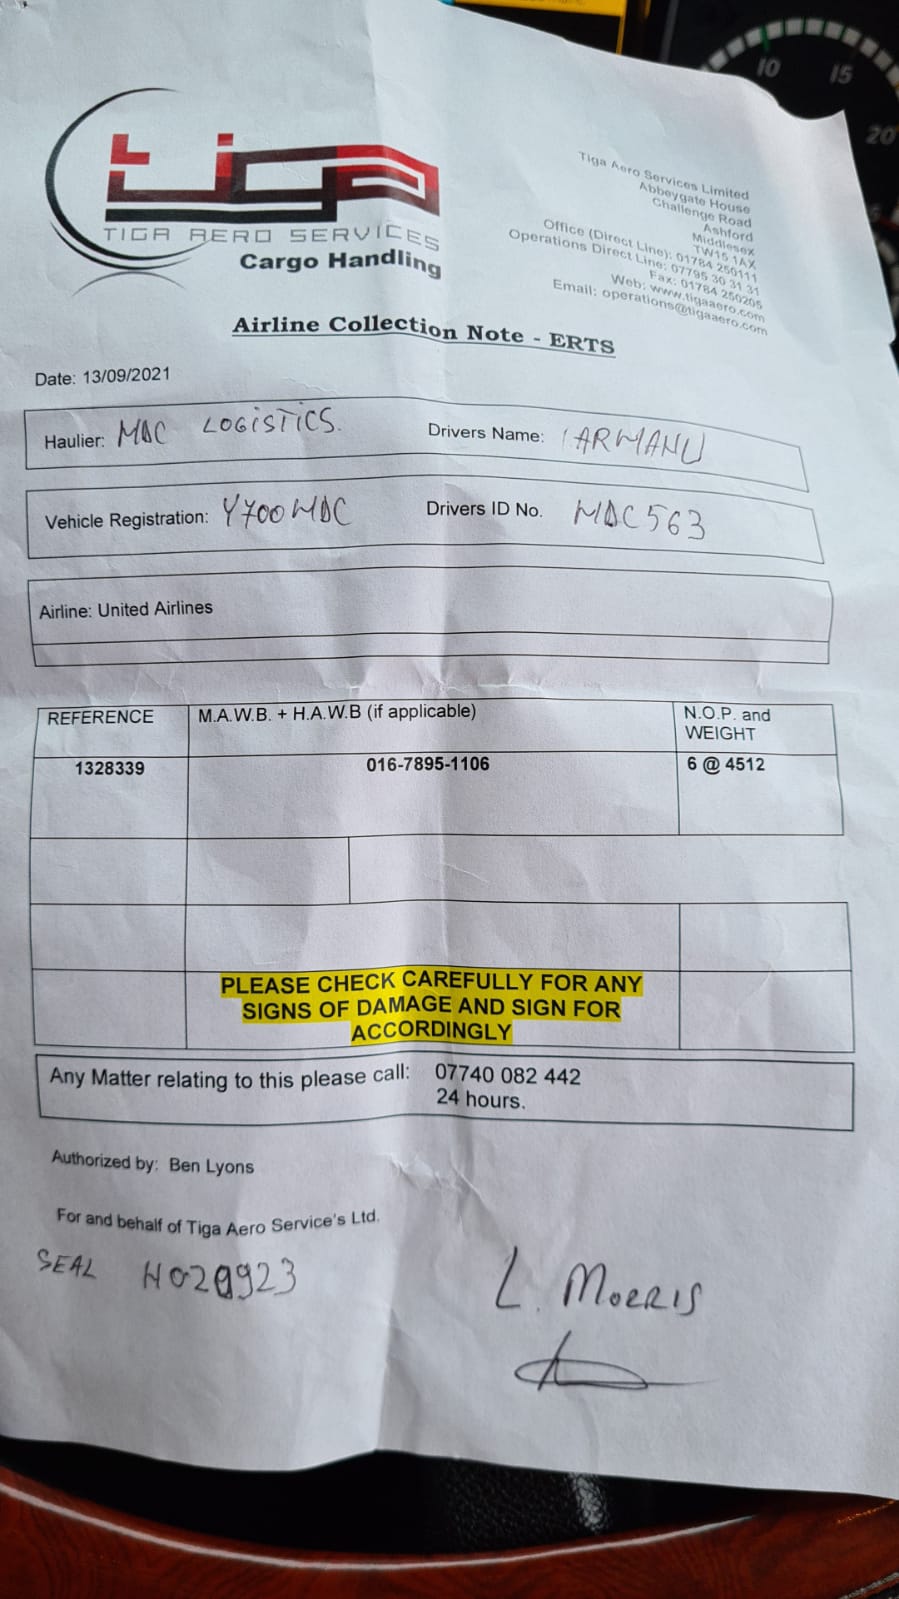 tiga
TIGA AERO SERVICES
Cargo Handling
Tiga Aero Services Limited
Abbeygate House
Challenge Road
Ashford
Middlesex
TW15 1AX
Office (Direct Line): 01784 250111
Operations Direct Line: 07795 30 31 31
Fax: 01784 250205
Web: www.tigaaero.com
Email: operations@tigaaero.com
Airline Collection Note - ERTS
Date: 13/09/2021
Haulier: MDC LOGISTICS. Drivers Name: IARMANU
Vehicle Registration: Y700MDC Drivers ID No. MDC563
Airline: United Airlines
REFERENCE M.A.W.B. + H.A.W.B (if applicable) N.O.P. and
WEIGHT
1328339 016-7895-1106 6 @ 4512
PLEASE CHECK CAREFULLY FOR ANY
SIGNS OF DAMAGE AND SIGN FOR
ACCORDINGLY
Any Matter relating to this please call: 07740 082 442
24 hours.
Authorized by: Ben Lyons
For and behalf of Tiga Aero Service's Ltd.
SEAL H020923
L. MORRIS
10
15
20